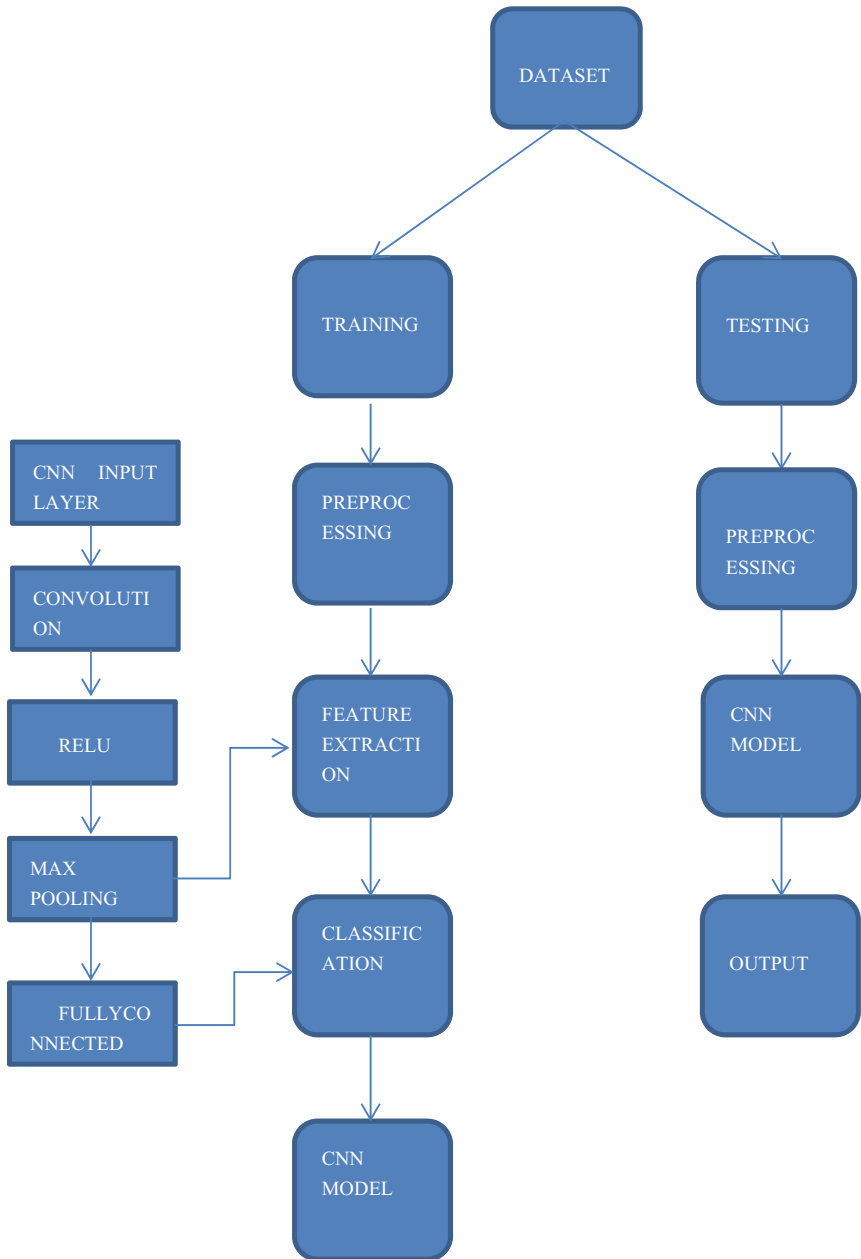 DATASET
TRAINING
TESTING
CNN INPUT
LAYER
PREPROC
ESSING
PREPROC
ESSING
CONVOLUTI
ON
RELU
FEATURE
EXTRACTI
ON
CNN
MODEL
MAX
POOLING
CLASSIFIC
ATION
OUTPUT
FULLYCO
NNECTED
CNN
MODEL